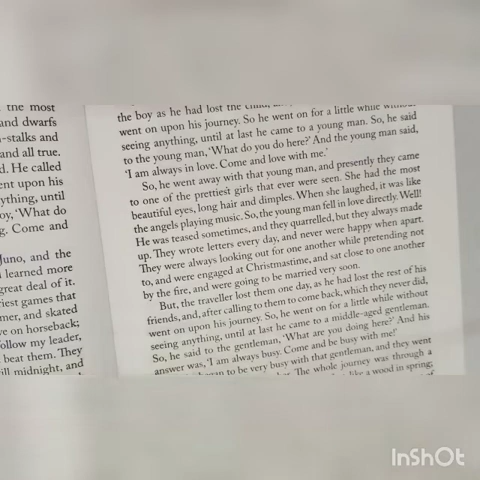 the most
and dwarfs
-stalks and
and all true.
d. He called
ent upon his
ything, until
oy, 'What do
g. Come and
Juno, and the
learned more
great deal of it.
riest games that
mer, and skated
ve on horseback;
ollow my leader,
beat them. They
ill midnight, and
the boy as he had lost the child,
went on upon his journey. So he went on for a little while without
seeing anything, until at last he came to a young man. So, he said
to the young man, 'What do you do here?' And the young man said,
'I am always in love. Come and love with me.'
So, he went away with that young man, and presently they came
to one of the prettiest girls that ever were seen. She had the most
beautiful eyes, long hair and dimples. When she laughed, it was like
the angels playing music. So, the young man fell in love directly. Well!
He was teased sometimes, and they quarrelled, but they always made
up. They wrote letters every day, and never were happy when apart.
They were always looking out for one another while pretending not
to, and were engaged at Christmastime, and sat close to one another
by the fire, and were going to be married very soon.
But, the traveller lost them one day, as he had lost the rest of his
friends, and, after calling to them to come back, which they never did,
went on upon his journey. So, he went on for a little while without
seeing anything, until at last he came to a middle-aged gentleman.
So, he said to the gentleman, 'What are you doing here?' And his
answer was, 'I am always busy. Come and be busy with me!'
began to be very busy with that gentleman, and they went
The whole journey was through a
like a wood in spring;
InShOt